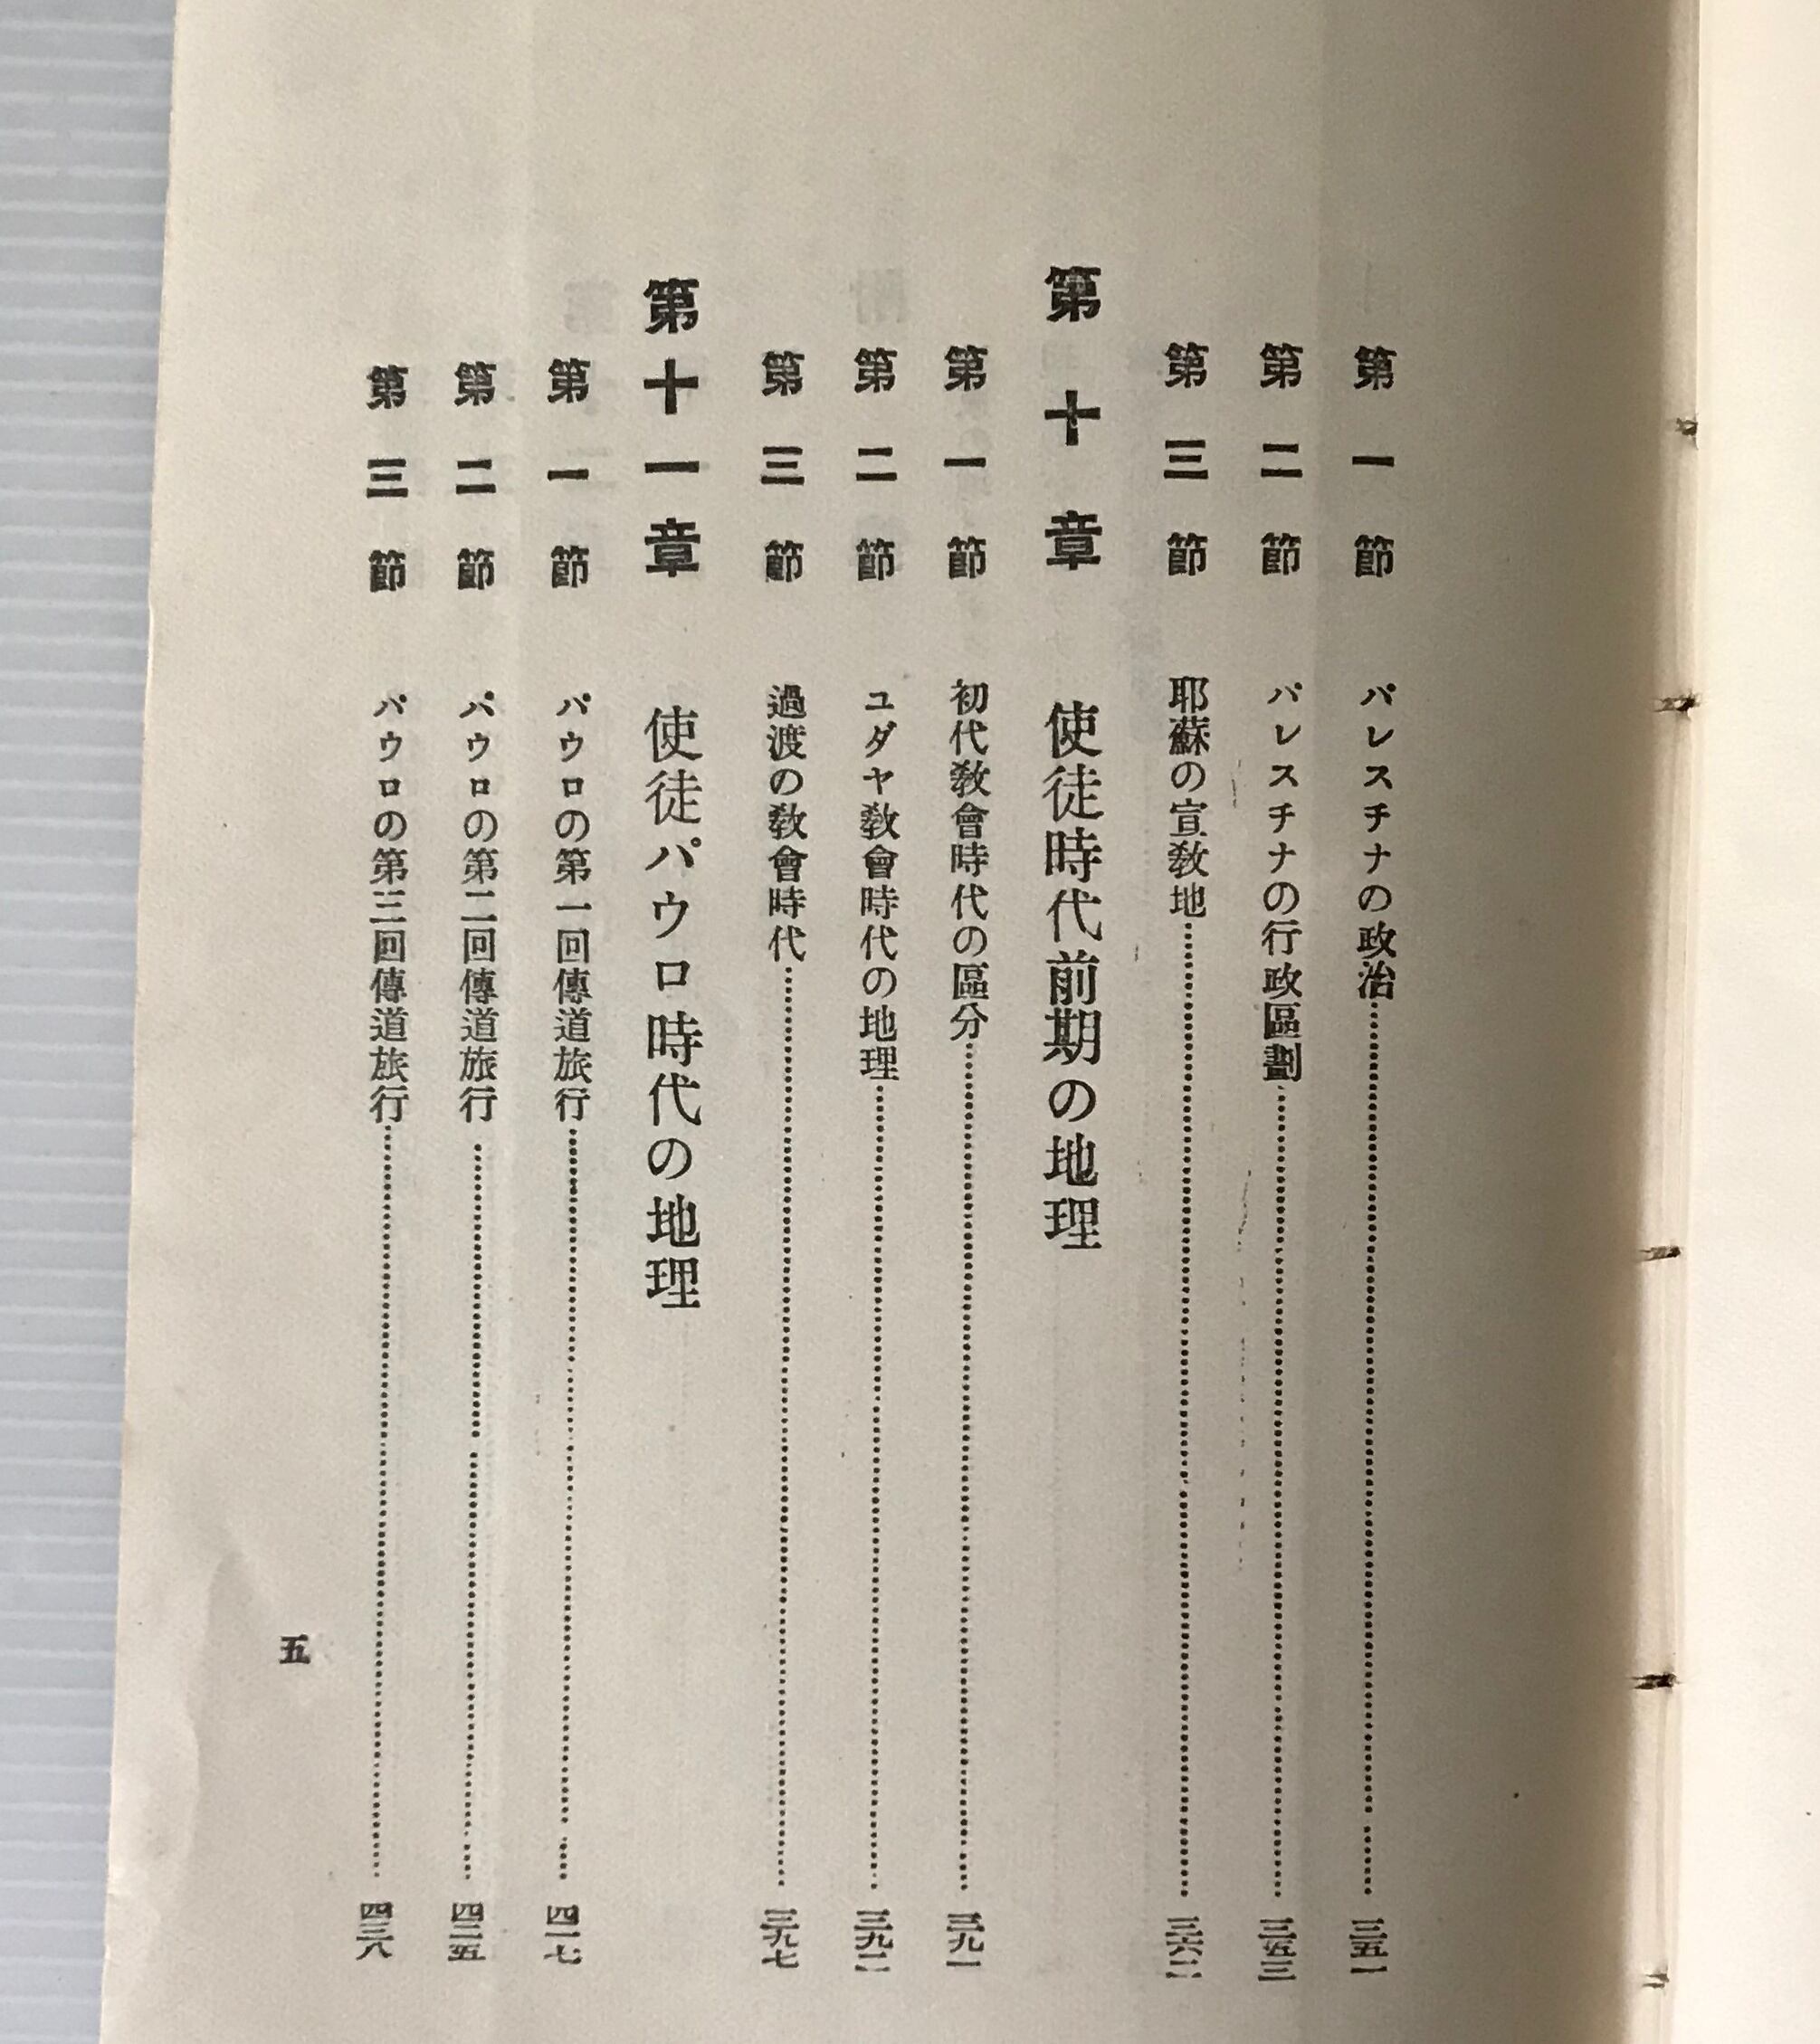 第一節 パレスチナの政治……三五一
第二節 パレスチナの行政區劃……三五三
第三節 耶蘇の宣教地……三六二
第十章 使徒時代前期の地理
第一節 初代教會時代の區分……三九一
第二節 ユダヤ教會時代の地理……三九二
第三節 過渡の教會時代……三九七
第十一章 使徒パウロ時代の地理
第一節 パウロの第一回傳道旅行……四一七
第二節 パウロの第二回傳道旅行……四二五
第三節 パウロの第三回傳道旅行……四三八
五